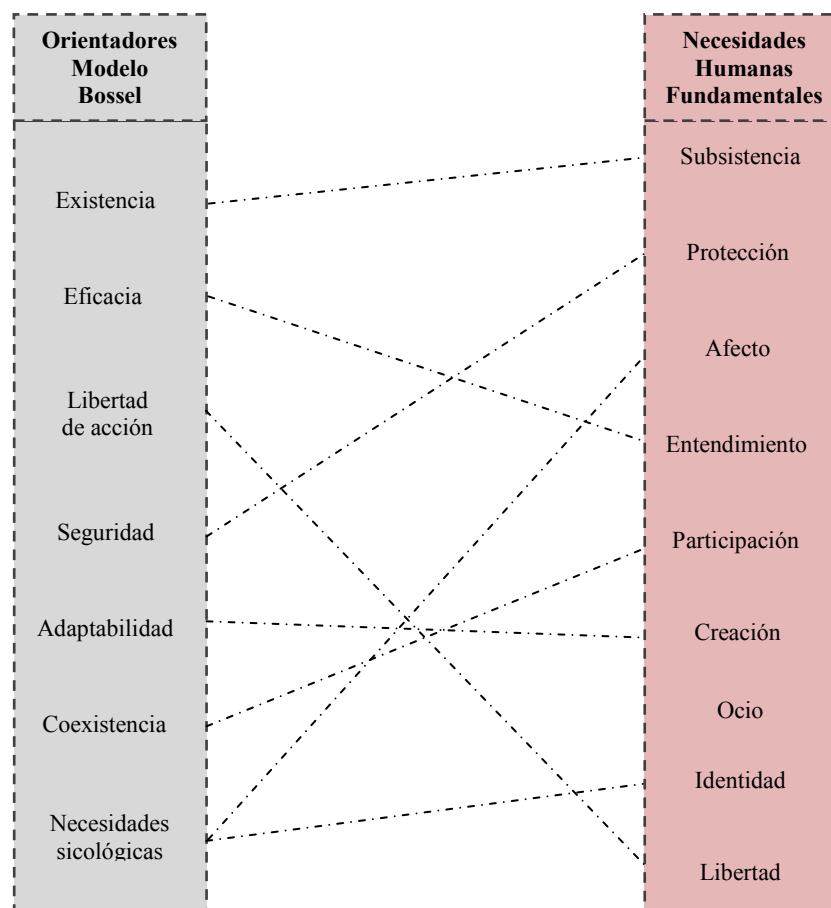 Orientadores
Modelo
Bossel
Existencia
Eficacia
Libertad
de acción
Seguridad
Adaptabilidad
Coexistencia
Necesidades
sicológicas
Necesidades
Humanas
Fundamentales
Subsistencia
Protección
Afecto
Entendimiento
Participación
Creación
Ocio
Identidad
Libertad